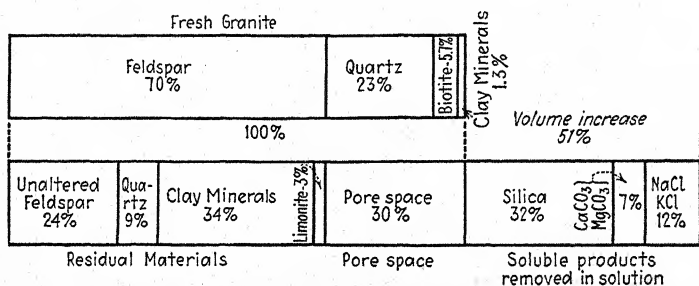 Fresh Granite
Feldspar
70%
Quartz
23%
Biotite-5.7%
Clay Minerals
1.3%
100%
Volume increase
51%
Unaltered
Feldspar
24%
Qua-
rtz
9%
Clay Minerals
34%
Limonite-3%
Pore space
30%
Silica
32%
CaCO3
MgCO3
7%
NaCl
KCl
12%
Residual Materials
Pore space
Soluble products
removed in solution